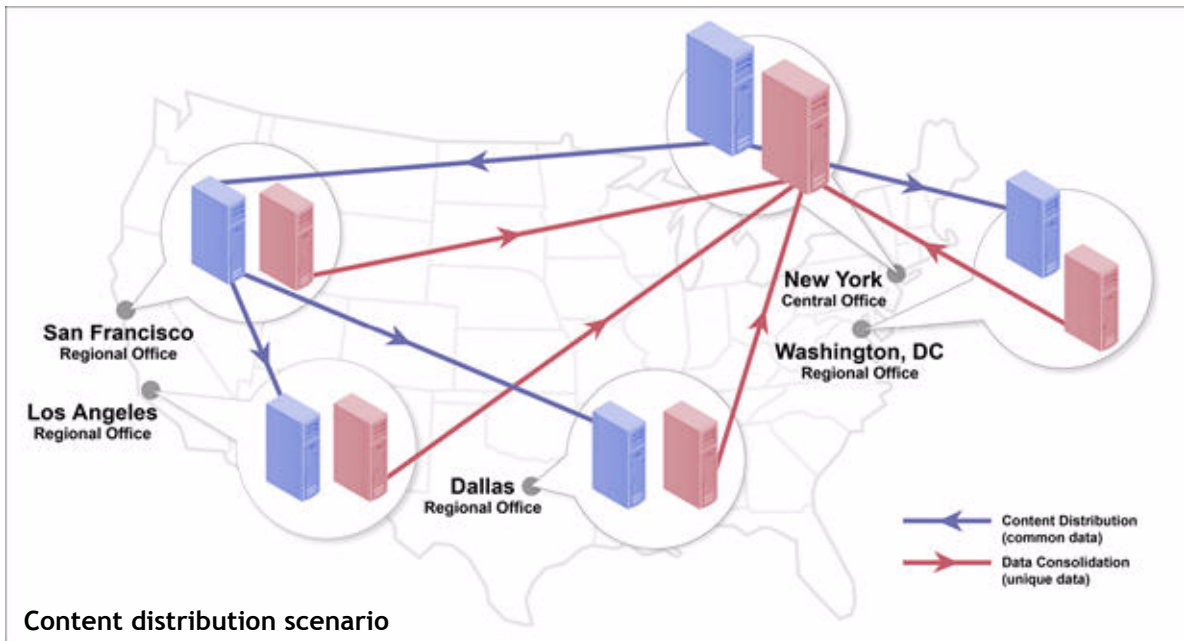 New York
Central Office
San Francisco
Regional Office
Washington, DC
Regional Office
Los Angeles
Regional Office
Dallas
Regional Office
Content Distribution
(common data)
Data Consolidation
(unique data)
Content distribution scenario